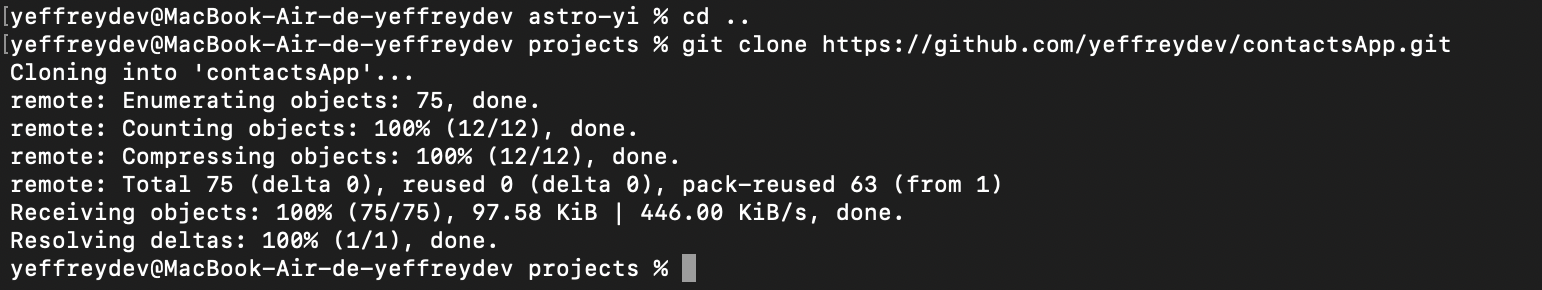 [yeffreydev@MacBook-Air-de-yeffreydev astro-yi % cd ..
[yeffreydev@MacBook-Air-de-yeffreydev projects % git clone https://github.com/yeffreydev/contactsApp.git
Cloning into 'contactsApp'...
remote: Enumerating objects: 75, done.
remote: Counting objects: 100% (12/12), done.
remote: Compressing objects: 100% (12/12), done.
remote: Total 75 (delta 0), reused 0 (delta 0), pack-reused 63 (from 1)
Receiving objects: 100% (75/75), 97.58 KiB | 446.00 KiB/s, done.
Resolving deltas: 100% (1/1), done.
yeffreydev@MacBook-Air-de-yeffreydev projects %